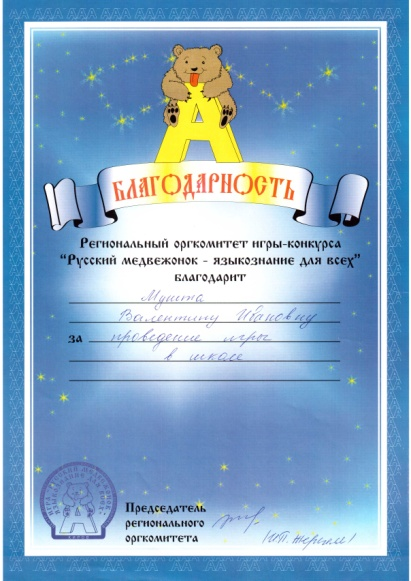 А
БЛАГОДАРНОСТЬ
Региональный оргкомитет игры-конкурса
“Русский медвежонок - языкознание для всех”
благодарит
Валентину Ивановну
за проведение игры
в школе
Председатель
регионального
оргкомитета